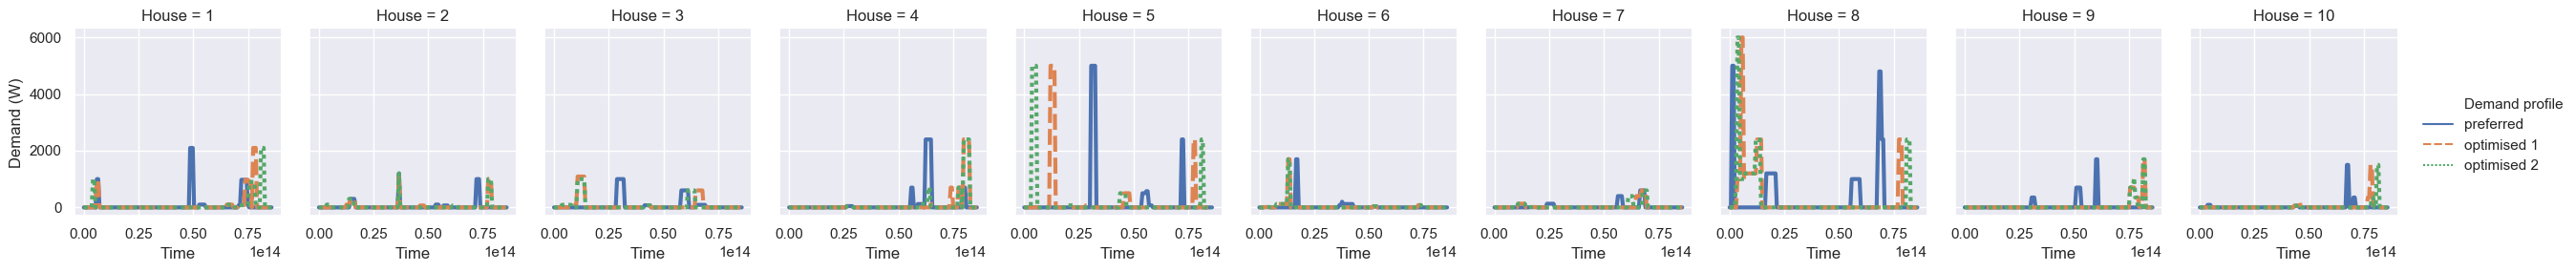 House = 1
House = 2
House = 3
House = 4
House = 5
House = 6
House = 7
House = 8
House = 9
House = 10
Demand (W)
6000
4000
2000
0
0.00 0.25 0.50 0.75
0.00 0.25 0.50 0.75
0.00 0.25 0.50 0.75
0.00 0.25 0.50 0.75
0.00 0.25 0.50 0.75
0.00 0.25 0.50 0.75
0.00 0.25 0.50 0.75
0.00 0.25 0.50 0.75
0.00 0.25 0.50 0.75
0.00 0.25 0.50 0.75
Time 1e14
Time 1e14
Time 1e14
Time 1e14
Time 1e14
Time 1e14
Time 1e14
Time 1e14
Time 1e14
Time 1e14
Demand profile
preferred
optimised 1
optimised 2